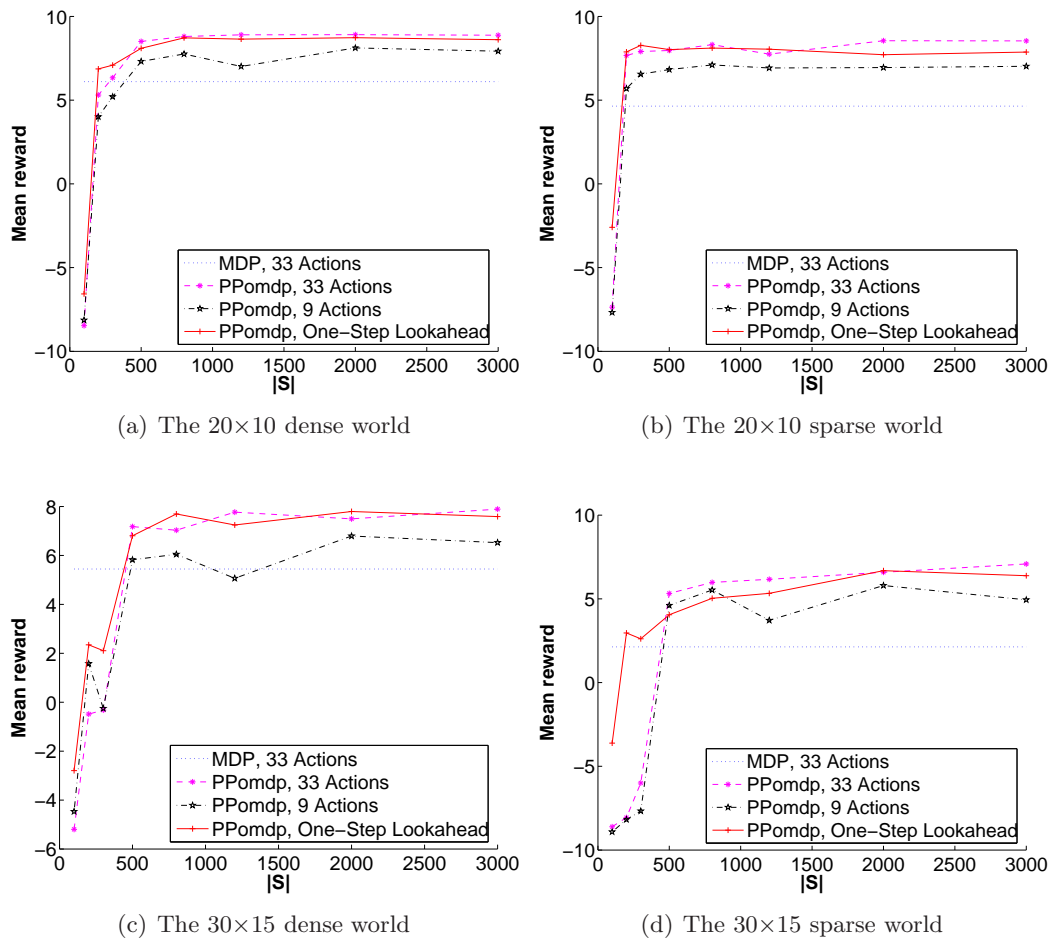 10
5
0
−5
−10
Mean reward
0 500 1000 1500 2000 2500 3000
|S|
MDP, 33 Actions
PPomdp, 33 Actions
PPomdp, 9 Actions
PPomdp, One−Step Lookahead
(a) The 20×10 dense world
10
5
0
−5
−10
Mean reward
0 500 1000 1500 2000 2500 3000
|S|
MDP, 33 Actions
PPomdp, 33 Actions
PPomdp, 9 Actions
PPomdp, One−Step Lookahead
(b) The 20×10 sparse world
8
6
4
2
0
−2
−4
−6
Mean reward
0 500 1000 1500 2000 2500 3000
|S|
MDP, 33 Actions
PPomdp, 33 Actions
PPomdp, 9 Actions
PPomdp, One−Step Lookahead
(c) The 30×15 dense world
10
5
0
−5
−10
Mean reward
0 500 1000 1500 2000 2500 3000
|S|
MDP, 33 Actions
PPomdp, 33 Actions
PPomdp, 9 Actions
PPomdp, One−Step Lookahead
(d) The 30×15 sparse world